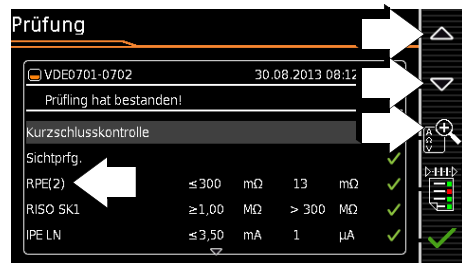 Prüfung
VDE0701-0702 30.08.2013 08:12
Prüfling hat bestanden!
Kurzschlusskontrolle
Sichtprfg.
RPE(2) ≤300 mΩ 13 mΩ
RISO SK1 ≥1,00 MΩ > 300 MΩ
IPE LN ≤3,50 mA 1 µA
A
Ω
V